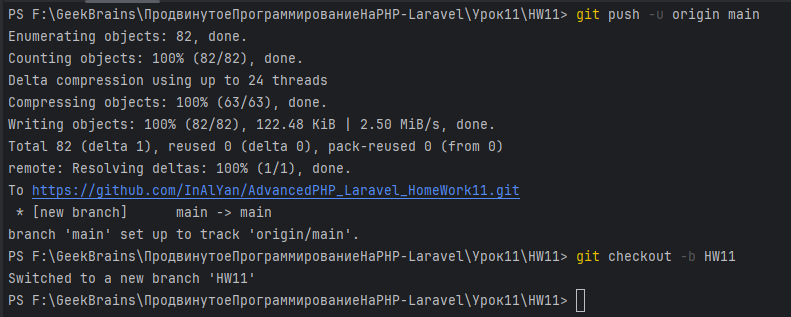 PS F:\GeekBrains\ПродвинутоеПрограммированиеНаPHP-Laravel\Урок11\HW11> git push -u origin main
Enumerating objects: 82, done.
Counting objects: 100% (82/82), done.
Delta compression using up to 24 threads
Compressing objects: 100% (63/63), done.
Writing objects: 100% (82/82), 122.48 KiB | 2.50 MiB/s, done.
Total 82 (delta 1), reused 0 (delta 0), pack-reused 0 (from 0)
remote: Resolving deltas: 100% (1/1), done.
To https://github.com/InAlYan/AdvancedPHP_Laravel_HomeWork11.git
 * [new branch]      main -> main
branch 'main' set up to track 'origin/main'.
PS F:\GeekBrains\ПродвинутоеПрограммированиеНаPHP-Laravel\Урок11\HW11> git checkout -b HW11
Switched to a new branch 'HW11'
PS F:\GeekBrains\ПродвинутоеПрограммированиеНаPHP-Laravel\Урок11\HW11>